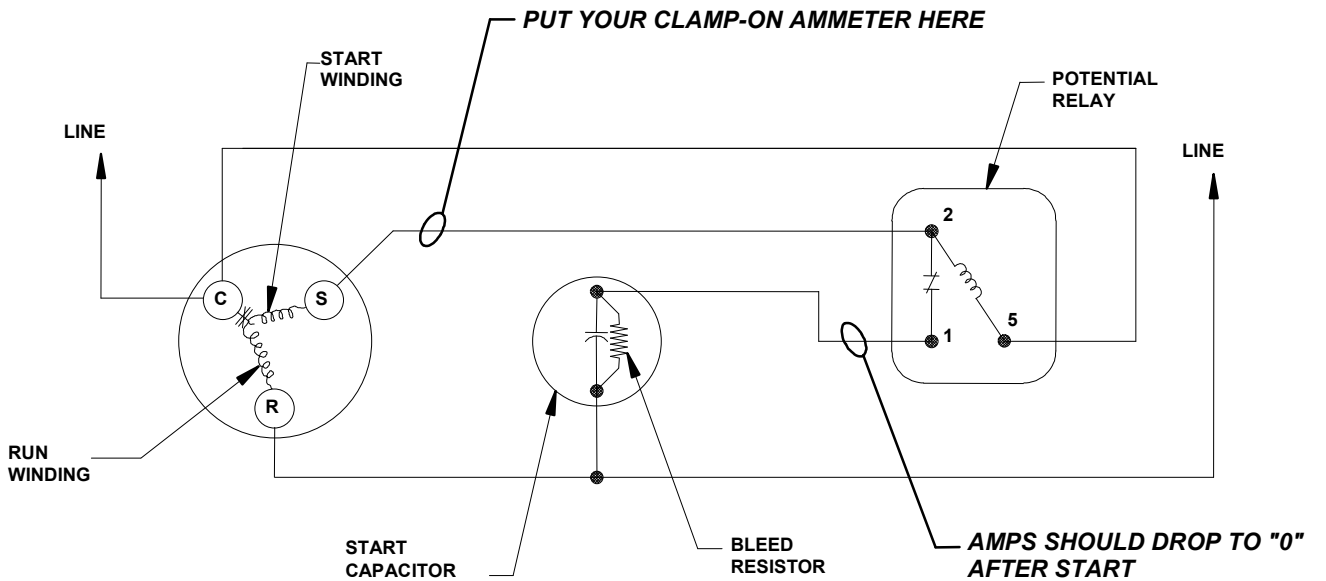 PUT YOUR CLAMP-ON AMMETER HERE
START
WINDING
POTENTIAL
RELAY
LINE
LINE
2
C
S
5
1
R
RUN
WINDING
START
CAPACITOR
BLEED
RESISTOR
AMPS SHOULD DROP TO "0"
AFTER START